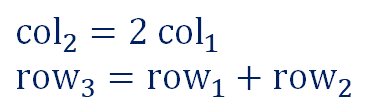 col₂ = 2 col₁
row₃ = row₁ + row₂